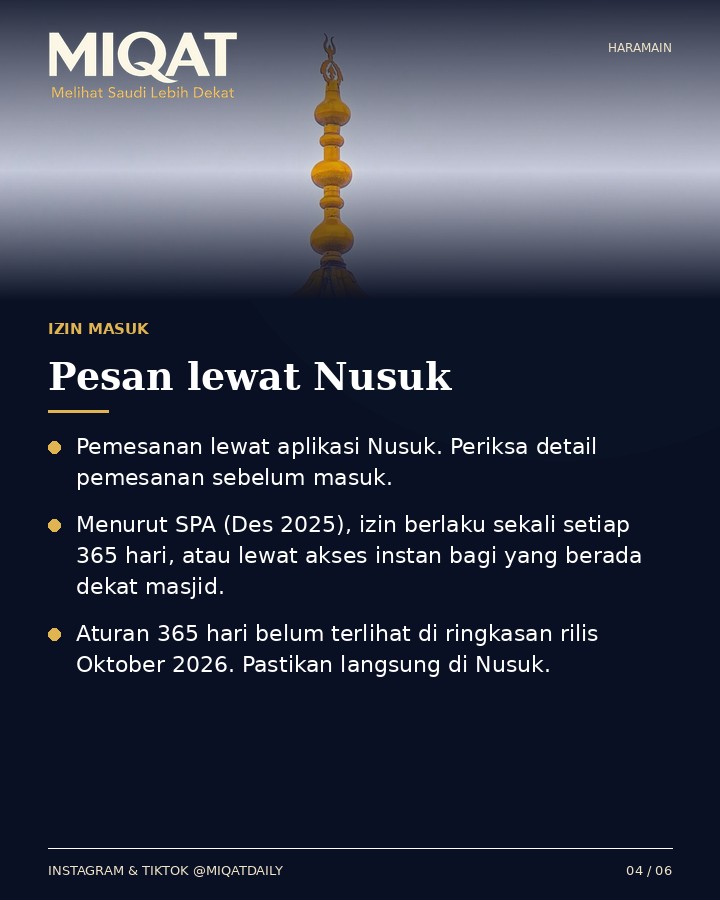 MIQAT
Melihat Saudi Lebih Dekat
HARAMAIN
IZIN MASUK
Pesan lewat Nusuk
Pemesanan lewat aplikasi Nusuk. Periksa detail
pemesanan sebelum masuk.
Menurut SPA (Des 2025), izin berlaku sekali setiap
365 hari, atau lewat akses instan bagi yang berada
dekat masjid.
Aturan 365 hari belum terlihat di ringkasan rilis
Oktober 2026. Pastikan langsung di Nusuk.
INSTAGRAM & TIKTOK @MIQATDAILY
04 / 06